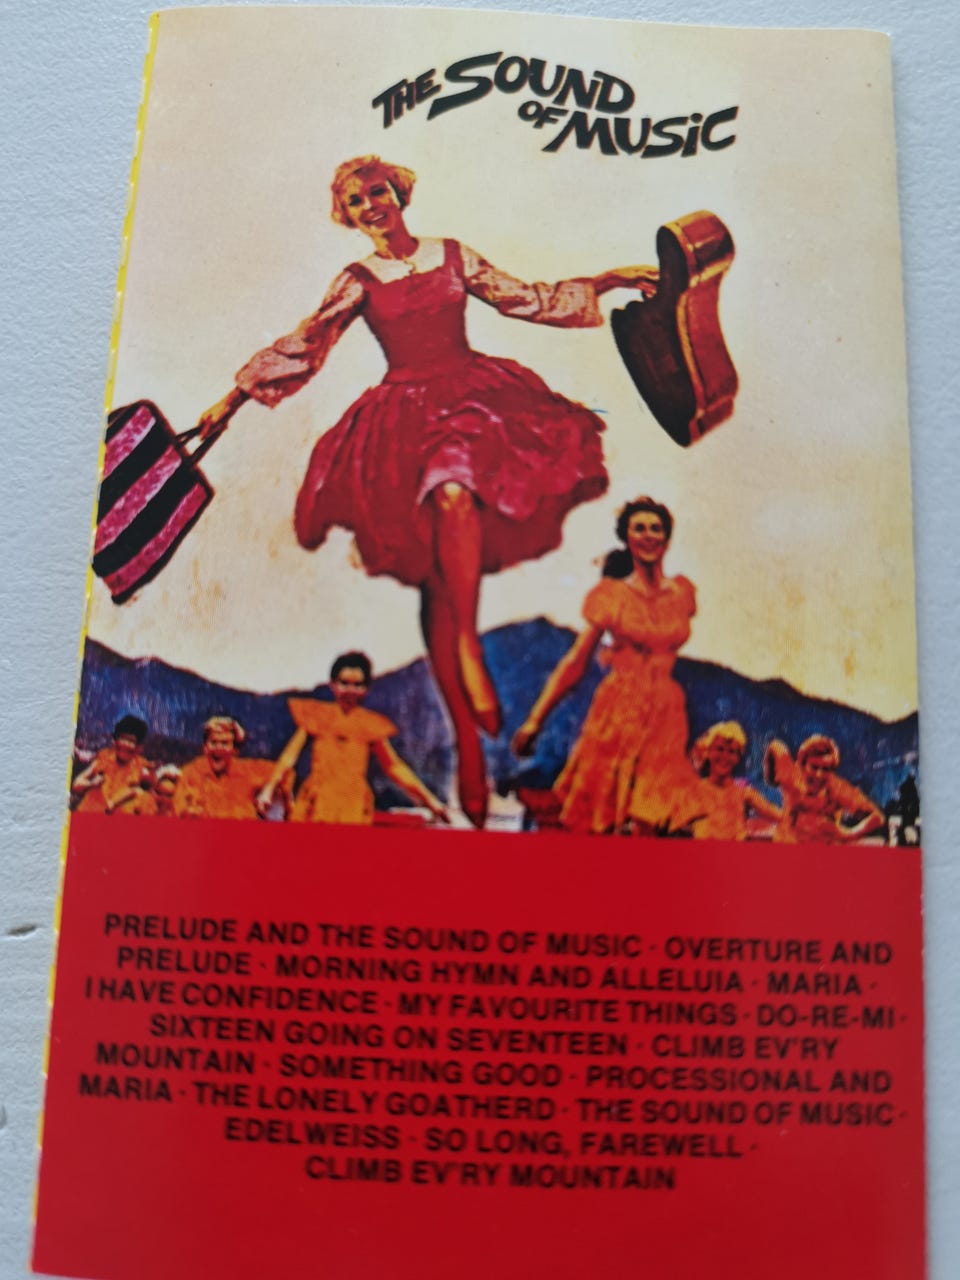 THE SOUND
OF MUSIC
PRELUDE AND THE SOUND OF MUSIC · OVERTURE AND
PRELUDE · MORNING HYMN AND ALLELUIA · MARIA ·
I HAVE CONFIDENCE · MY FAVOURITE THINGS · DO-RE-MI ·
SIXTEEN GOING ON SEVENTEEN · CLIMB EV'RY
MOUNTAIN · SOMETHING GOOD · PROCESSIONAL AND
MARIA · THE LONELY GOATHERD · THE SOUND OF MUSIC ·
EDELWEISS · SO LONG, FAREWELL ·
CLIMB EV'RY MOUNTAIN